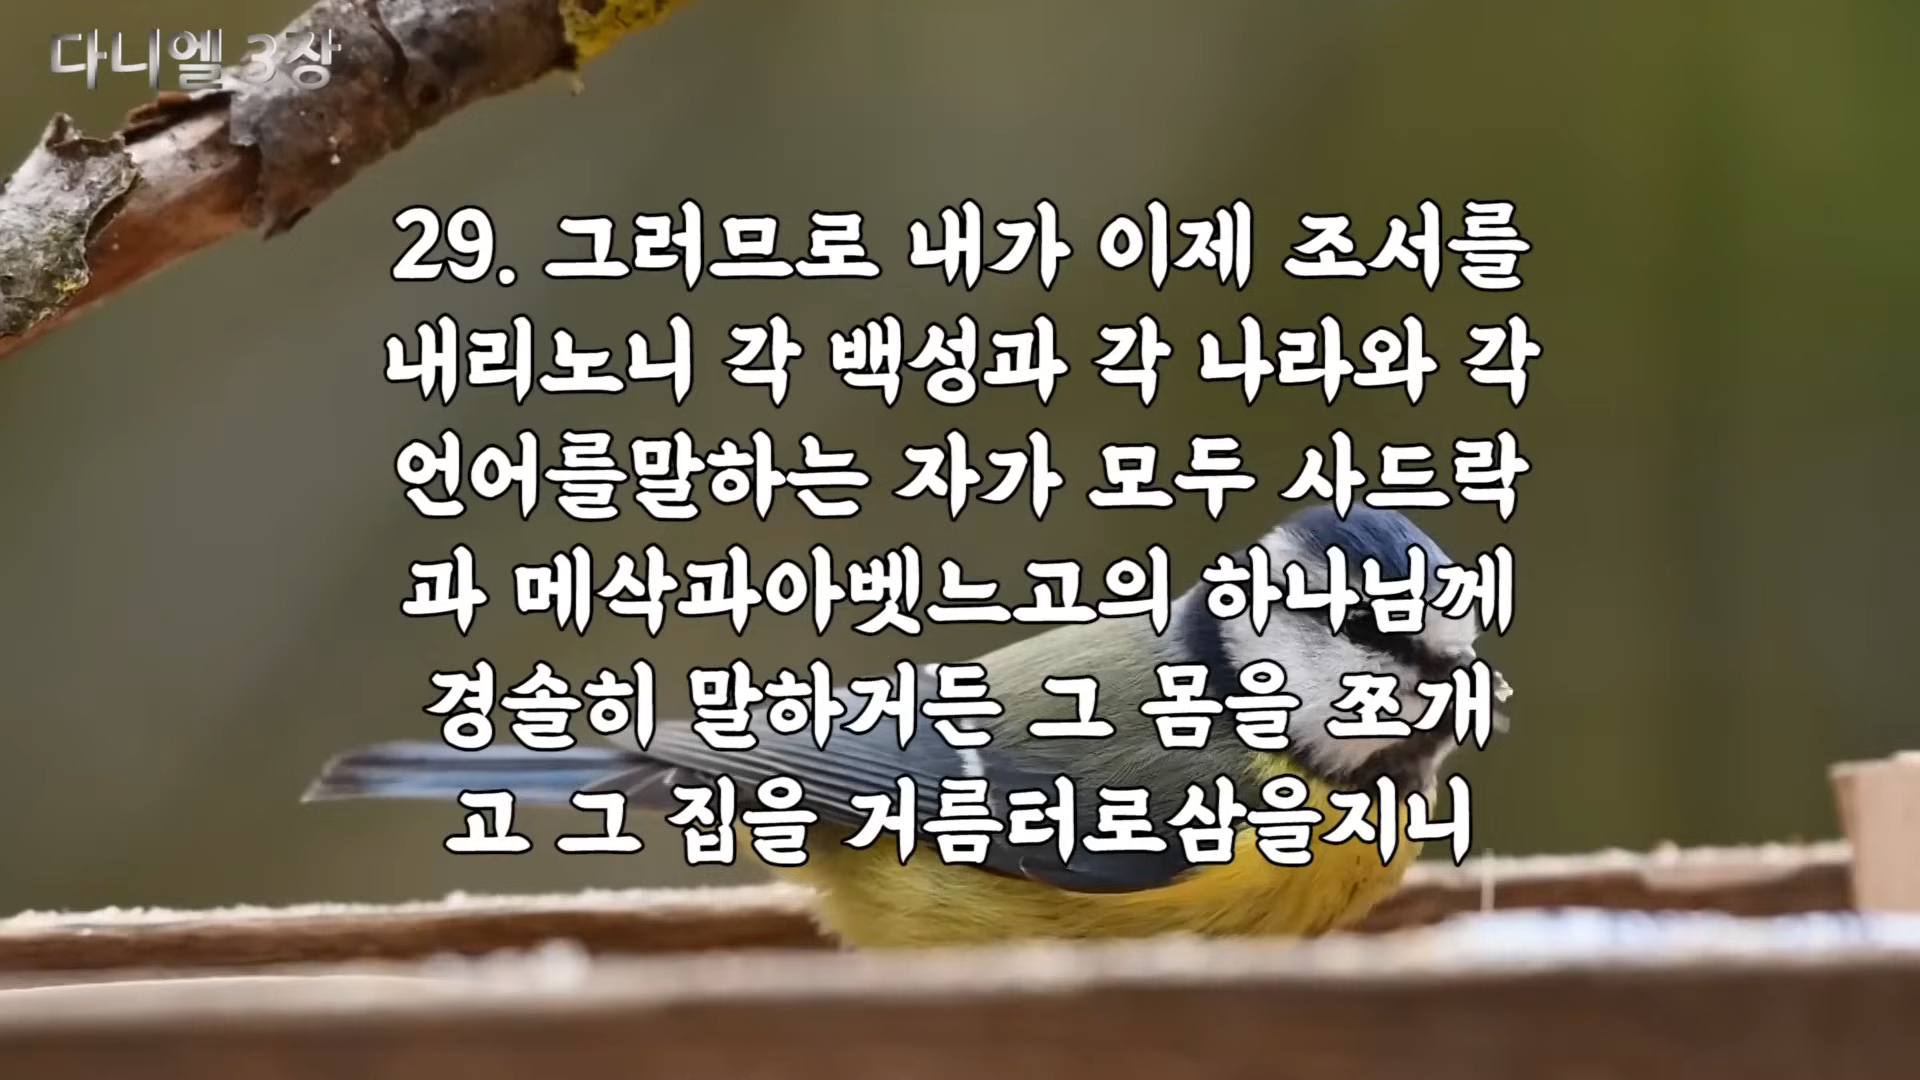 다니엘 3장
29. 그러므로 내가 이제 조서를
내리노니 각 백성과 각 나라와 각
언어를말하는 자가 모두 사드락
과 메삭과아벳느고의 하나님께
경솔히 말하거든 그 몸을 쪼개
고 그 집을 거름터로삼을지니